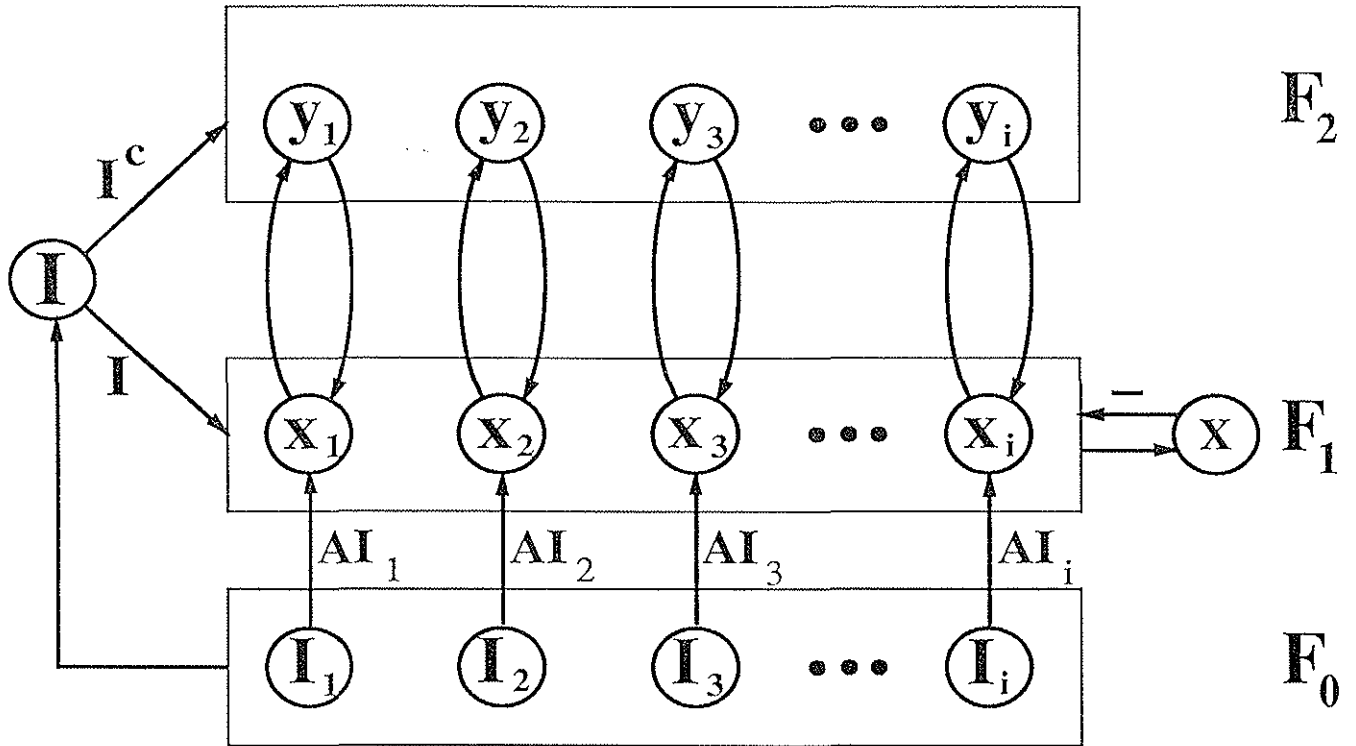 y₁ y₂ y₃ ••• yᵢ F₂
Iᶜ
I
I
x₁ x₂ x₃ ••• xᵢ − x F₁
AI₁ AI₂ AI₃ AIᵢ
I₁ I₂ I₃ ••• Iᵢ F₀